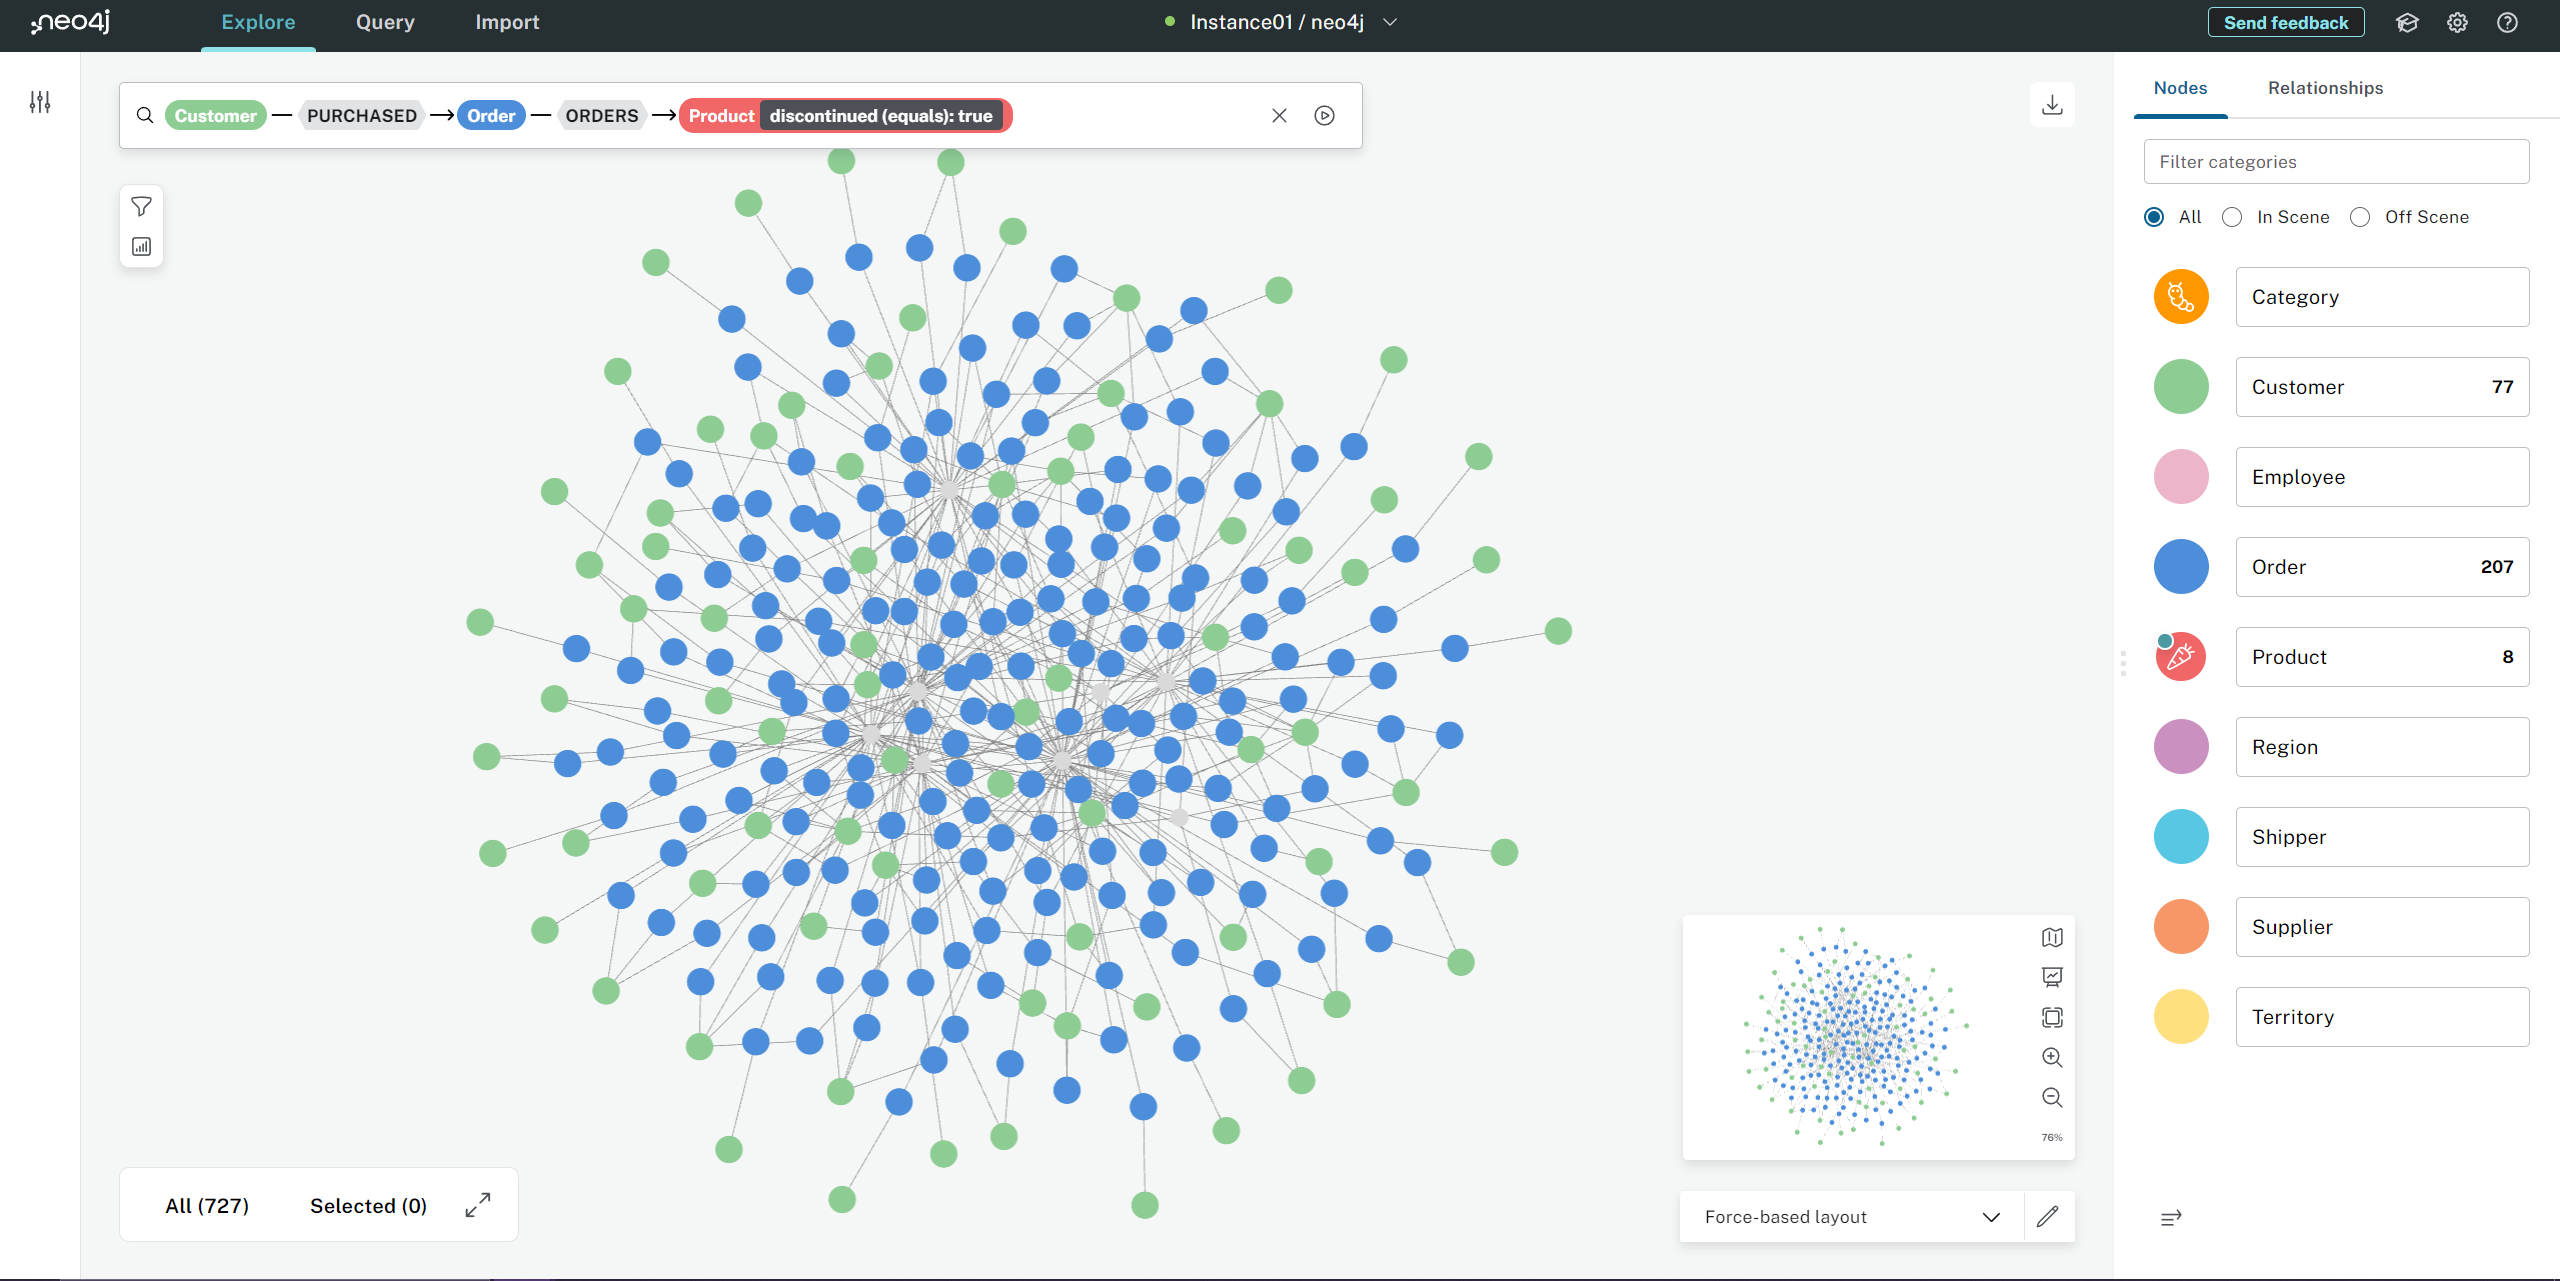 neo4j
Explore
Query
Import
Instance01 / neo4j
Send feedback
Customer PURCHASED Order ORDERS Product discontinued (equals): true
Nodes
Relationships
Filter categories
All
In Scene
Off Scene
Category
Customer 77
Employee
Order 207
Product 8
Region
Shipper
Supplier
Territory
76%
All (727)
Selected (0)
Force-based layout